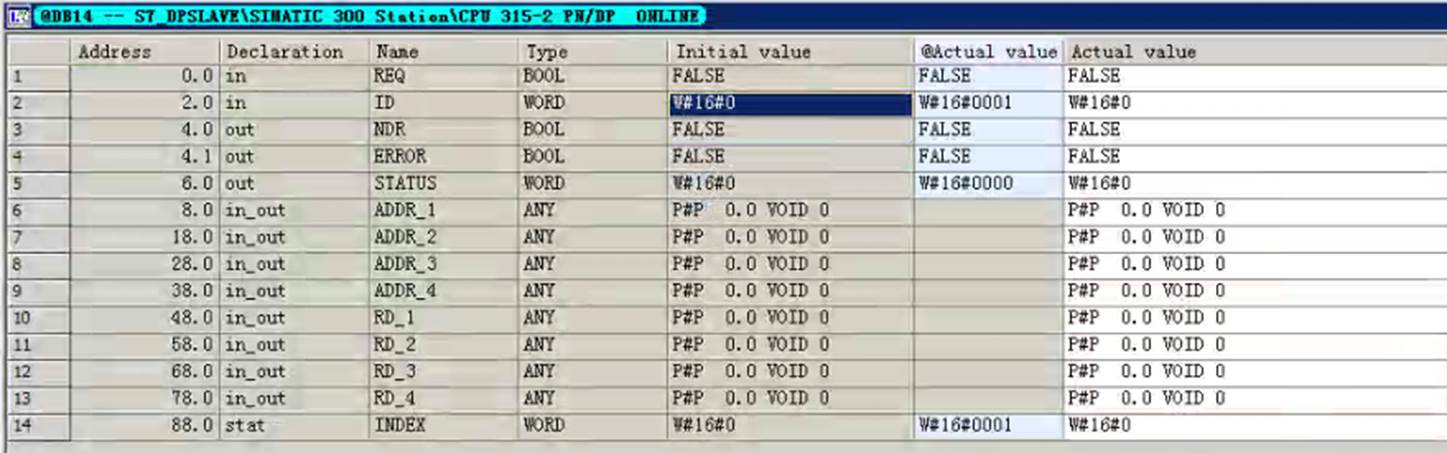 @DB14 -- S7_DPSLAVE\SIMATIC 300 Station\CPU 315-2 PN/DP ONLINE
Address Declaration Name Type Initial value @Actual value Actual value
1 0.0 in REQ BOOL FALSE FALSE FALSE
2 2.0 in ID WORD W#16#0 W#16#0001 W#16#0
3 4.0 out NDR BOOL FALSE FALSE FALSE
4 4.1 out ERROR BOOL FALSE FALSE FALSE
5 6.0 out STATUS WORD W#16#0 W#16#0000 W#16#0
6 8.0 in_out ADDR_1 ANY P#P 0.0 VOID 0 P#P 0.0 VOID 0
7 18.0 in_out ADDR_2 ANY P#P 0.0 VOID 0 P#P 0.0 VOID 0
8 28.0 in_out ADDR_3 ANY P#P 0.0 VOID 0 P#P 0.0 VOID 0
9 38.0 in_out ADDR_4 ANY P#P 0.0 VOID 0 P#P 0.0 VOID 0
10 48.0 in_out RD_1 ANY P#P 0.0 VOID 0 P#P 0.0 VOID 0
11 58.0 in_out RD_2 ANY P#P 0.0 VOID 0 P#P 0.0 VOID 0
12 68.0 in_out RD_3 ANY P#P 0.0 VOID 0 P#P 0.0 VOID 0
13 78.0 in_out RD_4 ANY P#P 0.0 VOID 0 P#P 0.0 VOID 0
14 88.0 stat INDEX WORD W#16#0 W#16#0001 W#16#0